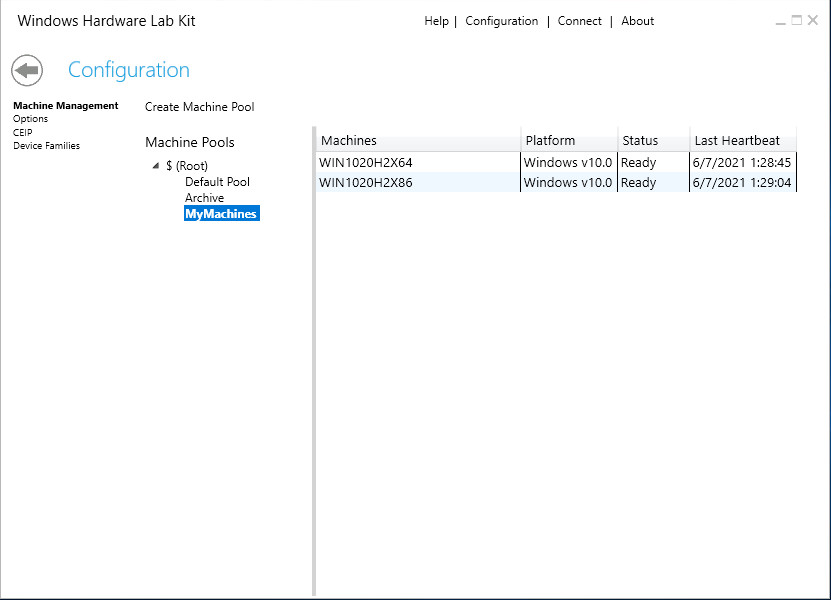 Windows Hardware Lab Kit
Help | Configuration | Connect | About
Configuration
Machine Management
Options
CEIP
Device Families
Create Machine Pool
Machine Pools
$ (Root)
Default Pool
Archive
MyMachines
Machines Platform Status Last Heartbeat
WIN1020H2X64 Windows v10.0 Ready 6/7/2021 1:28:45
WIN1020H2X86 Windows v10.0 Ready 6/7/2021 1:29:04